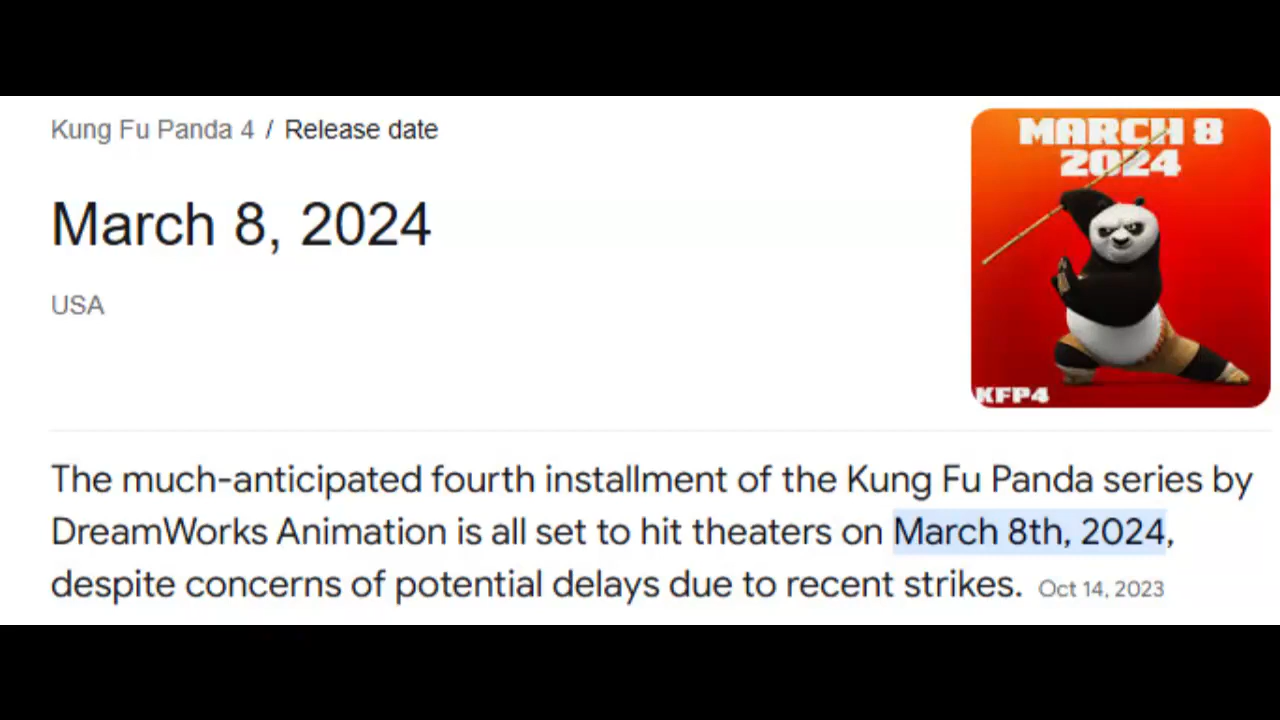 Kung Fu Panda 4 / Release date
March 8, 2024
USA
MARCH 8
2024
KFP4
The much-anticipated fourth installment of the Kung Fu Panda series by
DreamWorks Animation is all set to hit theaters on March 8th, 2024,
despite concerns of potential delays due to recent strikes. Oct 14, 2023